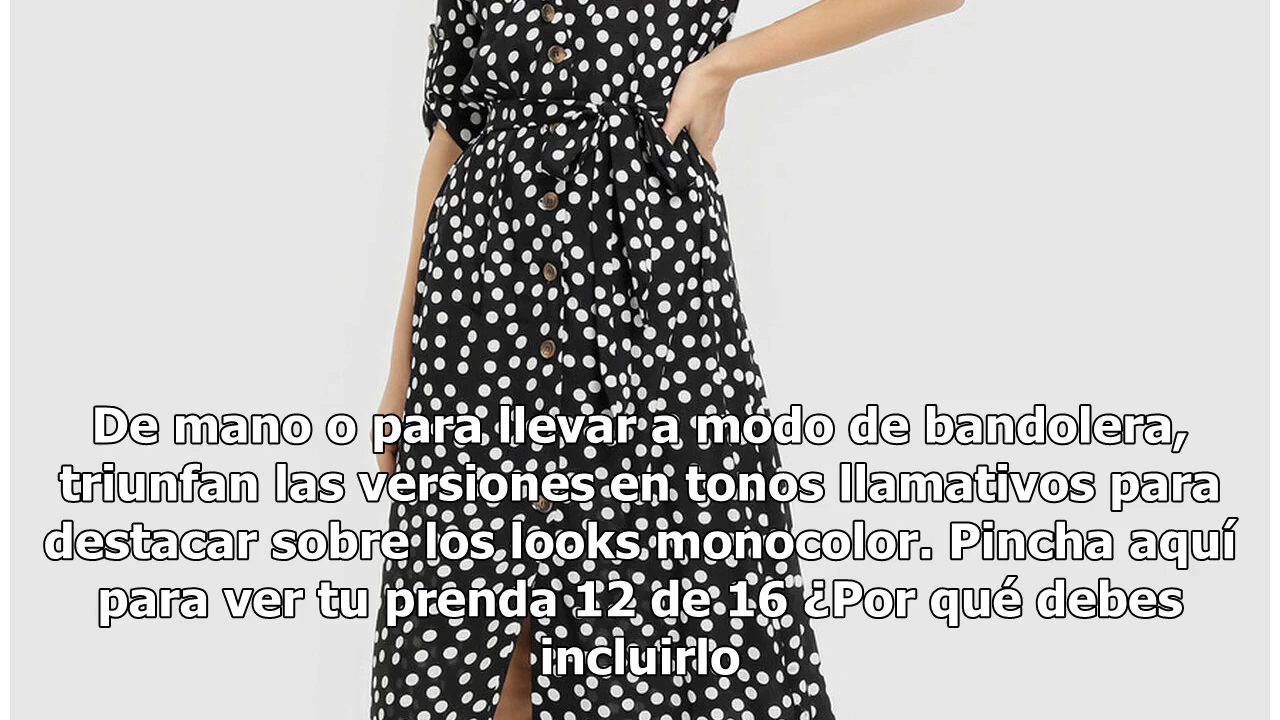 De mano o para llevar a modo de bandolera,
triunfan las versiones en tonos llamativos para
destacar sobre los looks monocolor. Pincha aquí
para ver tu prenda 12 de 16 ¿Por qué debes
incluirlo